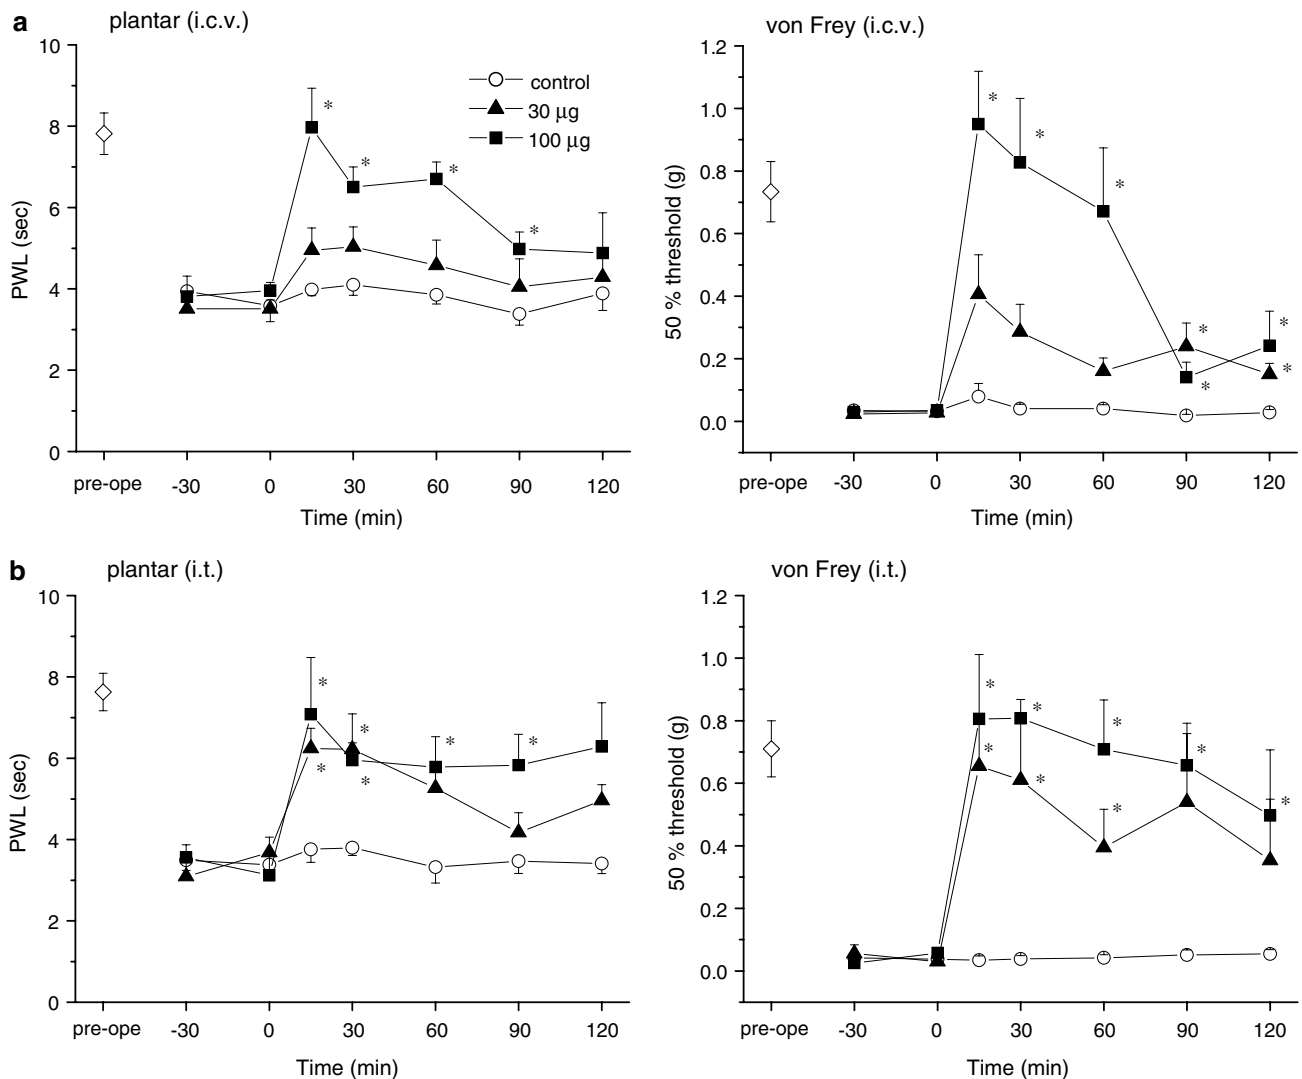 a
plantar (i.c.v.)
10
8
6
4
2
0
PWL (sec)
control
30 µg
100 µg
*
*
*
*
pre-ope -30 0 30 60 90 120
Time (min)
von Frey (i.c.v.)
1.2
1.0
0.8
0.6
0.4
0.2
0.0
50 % threshold (g)
*
*
*
*
*
*
*
pre-ope -30 0 30 60 90 120
Time (min)
b
plantar (i.t.)
10
8
6
4
2
0
PWL (sec)
*
*
*
*
*
*
pre-ope -30 0 30 60 90 120
Time (min)
von Frey (i.t.)
1.2
1.0
0.8
0.6
0.4
0.2
0.0
50 % threshold (g)
*
*
*
*
*
*
*
*
pre-ope -30 0 30 60 90 120
Time (min)